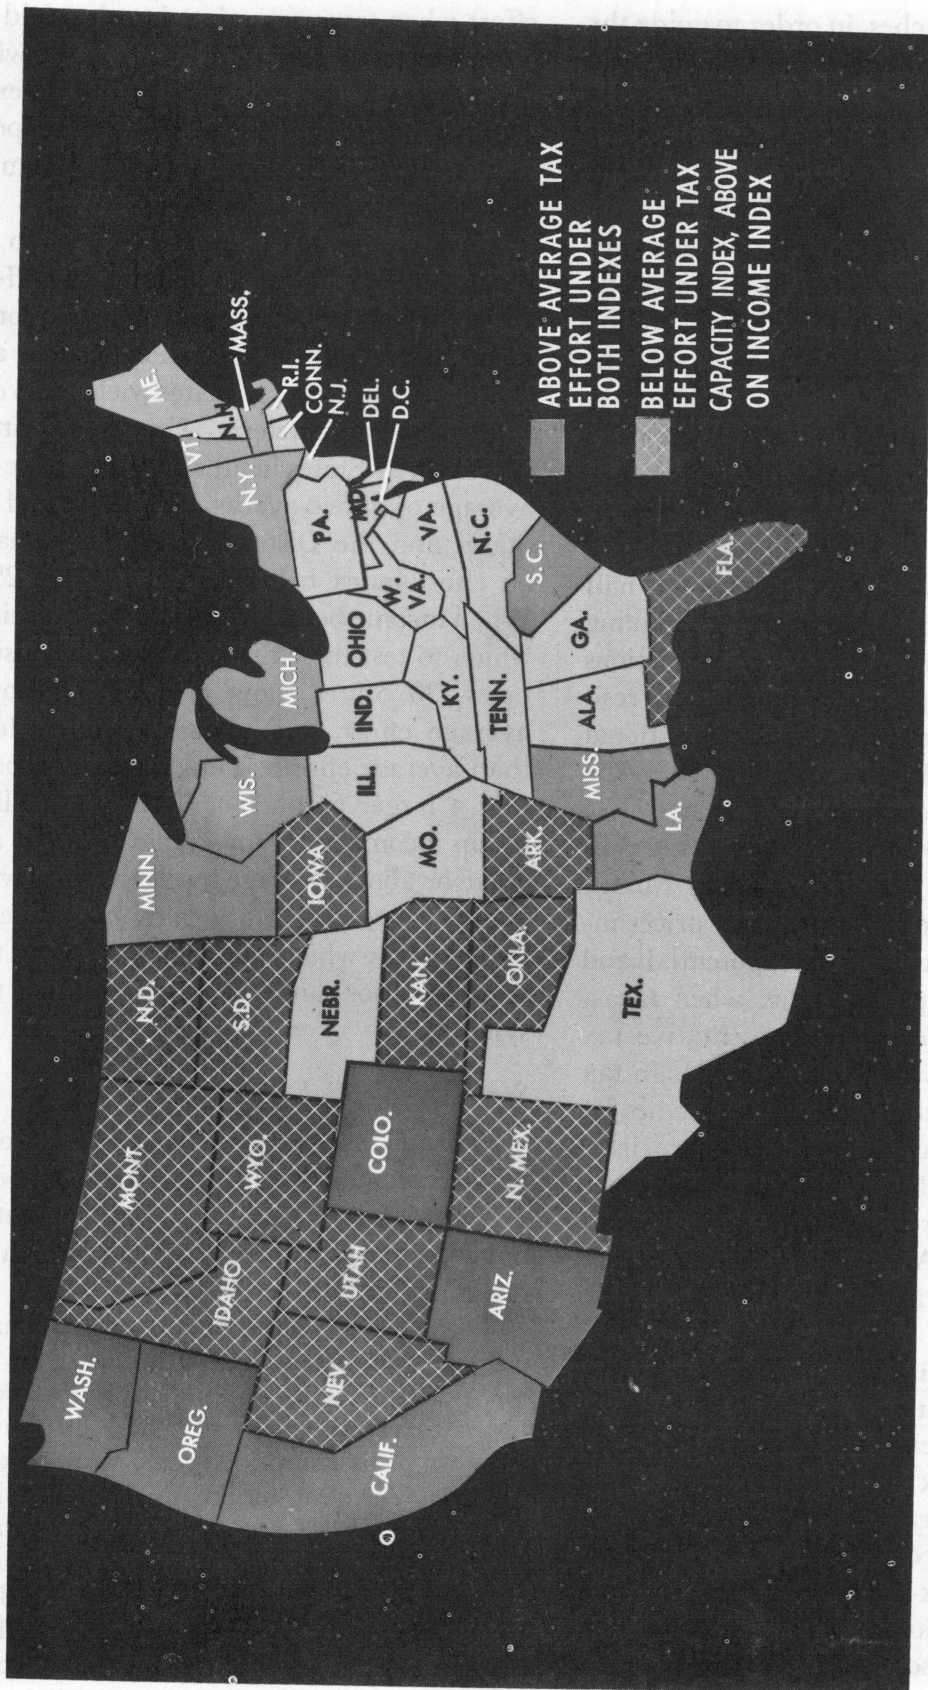 WASH.
OREG.
CALIF.
NEV.
IDAHO
MONT.
WYO.
UTAH
ARIZ.
COLO.
N. MEX.
N.D.
S.D.
NEBR.
KAN.
OKLA.
TEX.
MINN.
IOWA
MO.
ARK.
LA.
WIS.
ILL.
MISS.
MICH.
IND.
OHIO
KY.
TENN.
ALA.
GA.
FLA.
S.C.
N.C.
VA.
W.
VA.
MD
PA.
N.Y.
VT.
N.H
ME.
MASS.
R.I.
CONN.
N.J.
DEL.
D.C.
ABOVE AVERAGE TAX
EFFORT UNDER
BOTH INDEXES
BELOW AVERAGE
EFFORT UNDER TAX
CAPACITY INDEX, ABOVE
ON INCOME INDEX